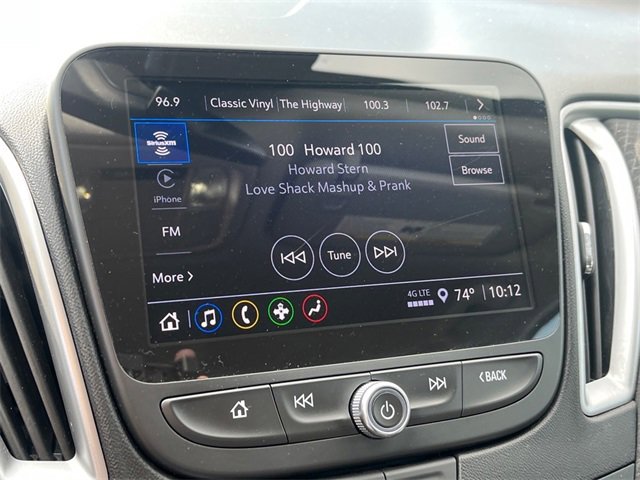 96.9 Classic Vinyl The Highway 100.3 102.7
SiriusXM
100 Howard 100
Sound
Howard Stern
iPhone
Love Shack Mashup & Prank
Browse
FM
Tune
More
4G LTE 74° 10:12
BACK